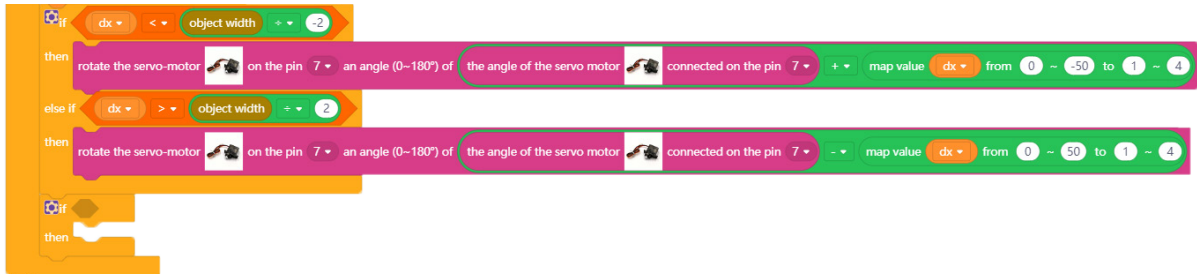 if dx < object width ÷ -2
then rotate the servo-motor on the pin 7 an angle (0~180°) of the angle of the servo motor connected on the pin 7 + map value dx from 0 ~ -50 to 1 ~ 4
else if dx > object width ÷ 2
then rotate the servo-motor on the pin 7 an angle (0~180°) of the angle of the servo motor connected on the pin 7 - map value dx from 0 ~ 50 to 1 ~ 4
if
then